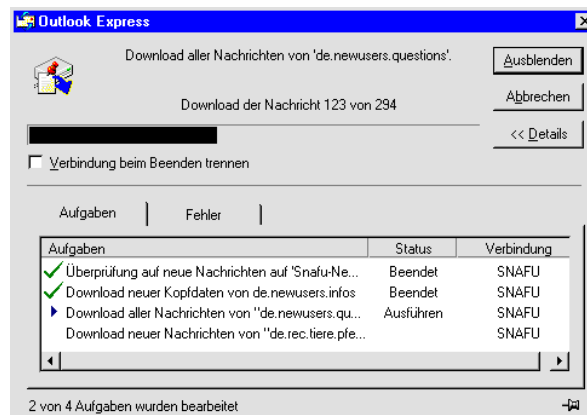 Outlook Express
Download aller Nachrichten von 'de.newusers.questions'.
Ausblenden
Download der Nachricht 123 von 294
Abbrechen
<< Details
Verbindung beim Beenden trennen
Aufgaben Fehler
Aufgaben Status Verbindung
Überprüfung auf neue Nachrichten auf 'Snafu-Ne... Beendet SNAFU
Download neuer Kopfdaten von de.newusers.infos Beendet SNAFU
Download aller Nachrichten von "de.newusers.qu... Ausführen SNAFU
Download neuer Nachrichten von "de.rec.tiere.pfe... SNAFU
2 von 4 Aufgaben wurden bearbeitet